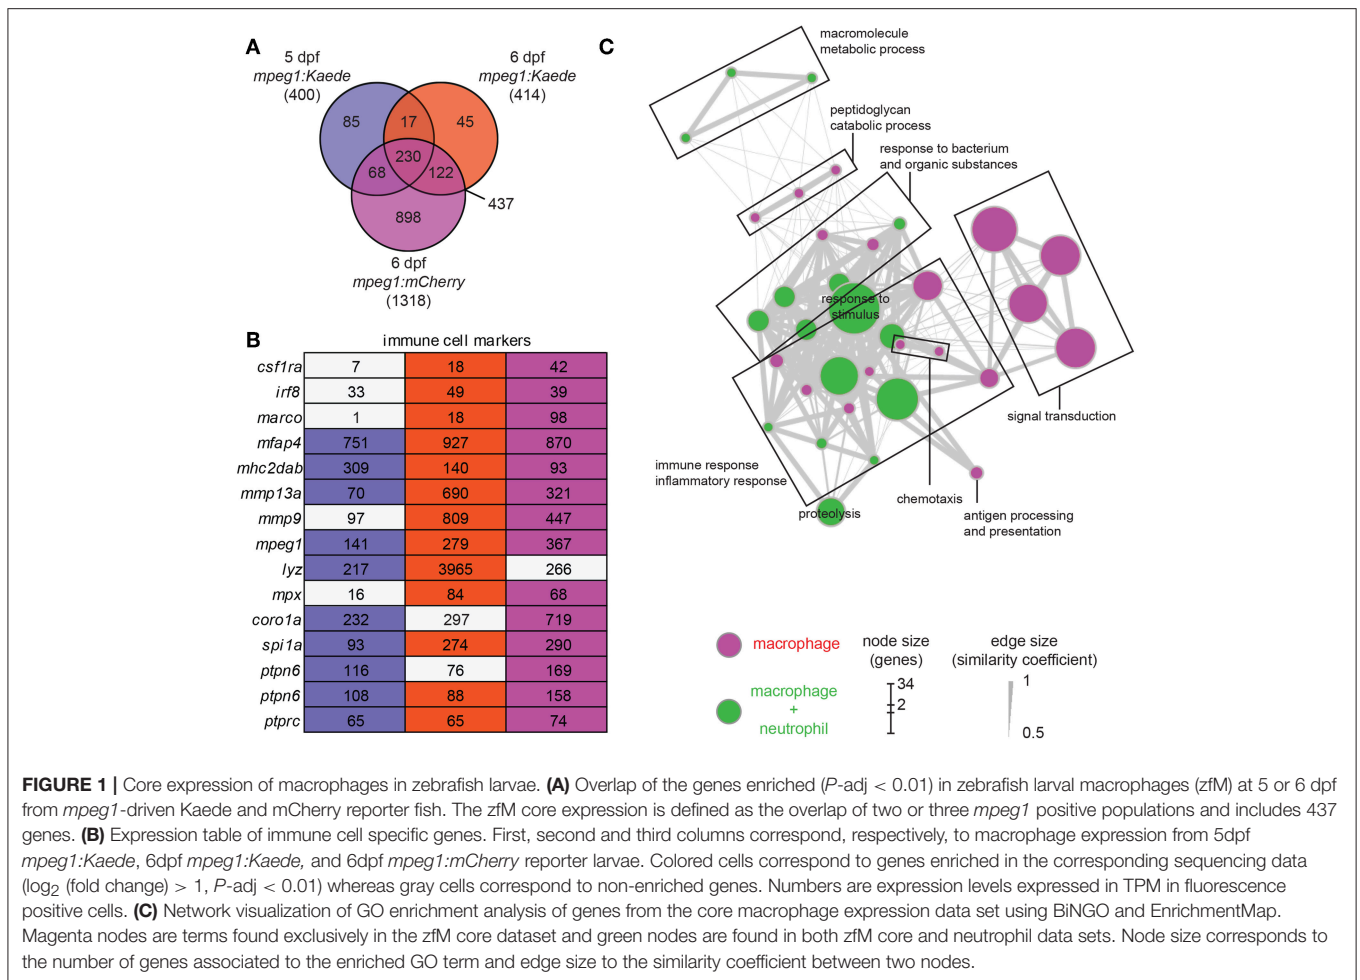 A
5 dpf
mpeg1:Kaede
(400)
6 dpf
mpeg1:Kaede
(414)
85
17
45
230
68
122
437
898
6 dpf
mpeg1:mCherry
(1318)
B
immune cell markers
csf1ra 7 18 42
irf8 33 49 39
marco 1 18 98
mfap4 751 927 870
mhc2dab 309 140 93
mmp13a 70 690 321
mmp9 97 809 447
mpeg1 141 279 367
lyz 217 3965 266
mpx 16 84 68
coro1a 232 297 719
spi1a 93 274 290
ptpn6 116 76 169
ptpn6 108 88 158
ptprc 65 65 74
C
macromolecule
metabolic process
peptidoglycan
catabolic process
response to bacterium
and organic substances
response to
stimulus
signal transduction
immune response
inflammatory response
chemotaxis
proteolysis
antigen processing
and presentation
macrophage
macrophage
+
neutrophil
node size
(genes)
34
2
edge size
(similarity coefficient)
1
0.5
FIGURE 1 | Core expression of macrophages in zebrafish larvae. (A) Overlap of the genes enriched (P-adj < 0.01) in zebrafish larval macrophages (zfM) at 5 or 6 dpf
from mpeg1-driven Kaede and mCherry reporter fish. The zfM core expression is defined as the overlap of two or three mpeg1 positive populations and includes 437
genes. (B) Expression table of immune cell specific genes. First, second and third columns correspond, respectively, to macrophage expression from 5dpf
mpeg1:Kaede, 6dpf mpeg1:Kaede, and 6dpf mpeg1:mCherry reporter larvae. Colored cells correspond to genes enriched in the corresponding sequencing data
(log₂ (fold change) > 1, P-adj < 0.01) whereas gray cells correspond to non-enriched genes. Numbers are expression levels expressed in TPM in fluorescence
positive cells. (C) Network visualization of GO enrichment analysis of genes from the core macrophage expression data set using BiNGO and EnrichmentMap.
Magenta nodes are terms found exclusively in the zfM core dataset and green nodes are found in both zfM core and neutrophil data sets. Node size corresponds to
the number of genes associated to the enriched GO term and edge size to the similarity coefficient between two nodes.